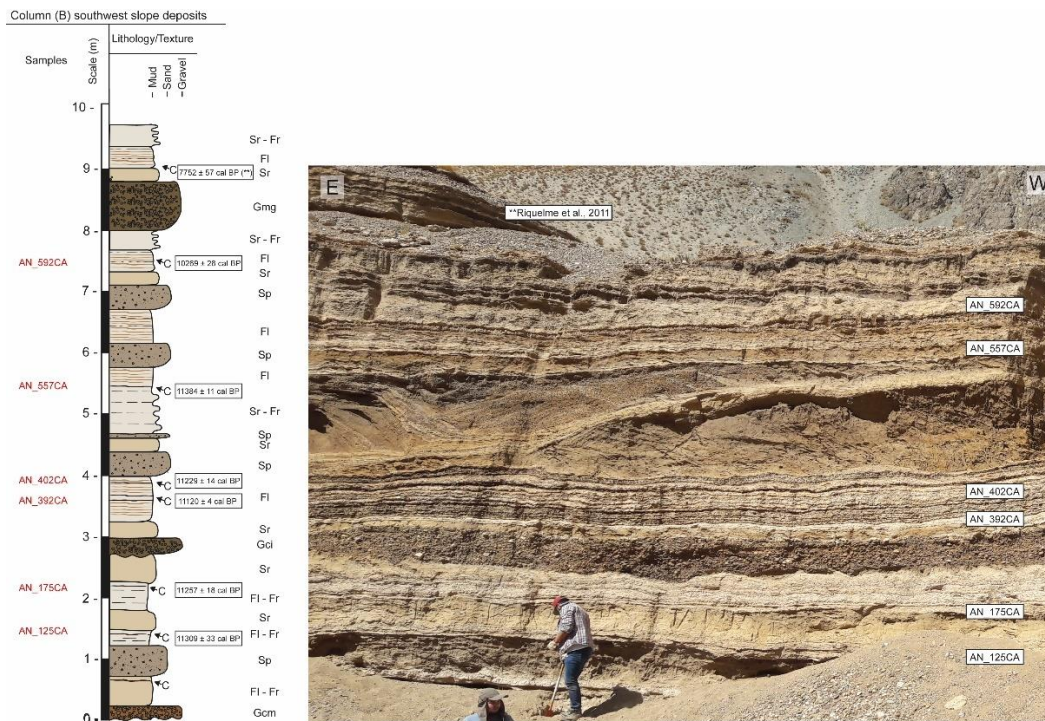 Column (B) southwest slope deposits
Samples
Scale (m)
Lithology/Texture
Mud
Sand
Gravel
10
Sr - Fr
Fl
9
C
7752 ± 57 cal BP (**)
Sr
Gmg
8
Sr - Fr
AN_592CA
C
10269 ± 28 cal BP
Fl
Sr
7
Sp
Fl
6
Sp
Fl
AN_557CA
C
11384 ± 11 cal BP
5
Sr - Fr
Sp
Sr
Sp
4
AN_402CA
C
11229 ± 14 cal BP
AN_392CA
C
11120 ± 4 cal BP
Fl
Sr
3
Gci
Sr
AN_175CA
C
11257 ± 18 cal BP
2
Fl - Fr
Sr
AN_125CA
C
11309 ± 33 cal BP
Fl - Fr
1
Sp
C
Fl - Fr
0
Gcm
E
W
**Riquelme et al., 2011
AN_592CA
AN_557CA
AN_402CA
AN_392CA
AN_175CA
AN_125CA